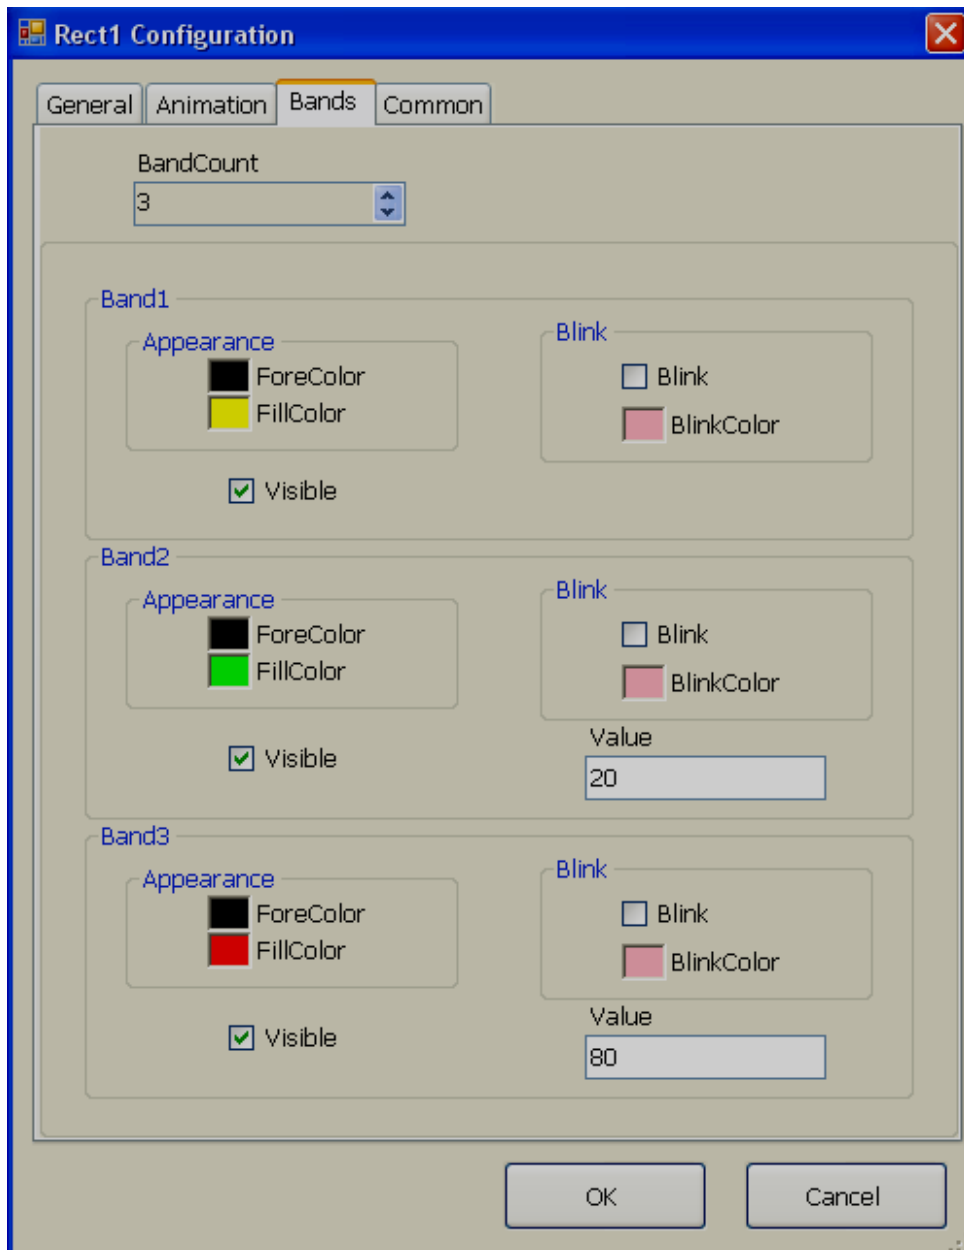 Rect1 Configuration
General Animation Bands Common
BandCount
3
Band1
Appearance
ForeColor
FillColor
Visible
Blink
Blink
BlinkColor
Band2
Appearance
ForeColor
FillColor
Visible
Blink
Blink
BlinkColor
Value
20
Band3
Appearance
ForeColor
FillColor
Visible
Blink
Blink
BlinkColor
Value
80
OK Cancel